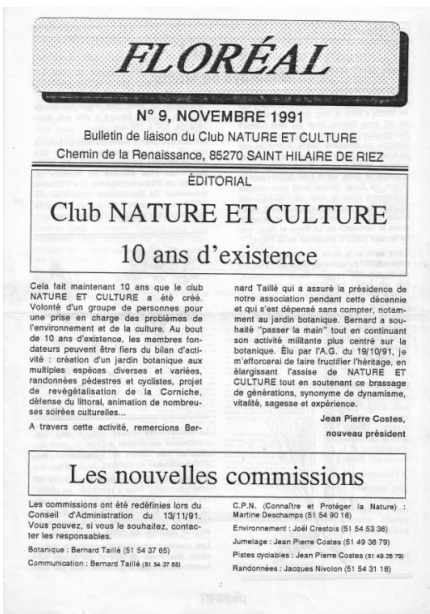 FLORÉAL
N° 9, NOVEMBRE 1991
Bulletin de liaison du Club NATURE ET CULTURE
Chemin de la Renaissance, 85270 SAINT HILAIRE DE RIEZ
ÉDITORIAL
Club NATURE ET CULTURE
10 ans d'existence
Cela fait maintenant 10 ans que le club
NATURE ET CULTURE a été créé.
Volonté d'un groupe de personnes pour
une prise en charge des problèmes de
l'environnement et de la culture. Au bout
de 10 ans d'existence, les membres fon-
dateurs peuvent être fiers du bilan d'acti-
vité : création d'un jardin botanique aux
multiples espèces diverses et variées,
randonnées pédestres et cyclistes, projet
de revégétalisation de la Corniche,
défense du littoral, animation de nombreu-
ses soirées culturelles...
A travers cette activité, remercions Ber-
nard Taillé qui a assuré la présidence de
notre association pendant cette décennie
et qui s'est dépensé sans compter, notam-
ment au jardin botanique. Bernard a sou-
haité "passer la main" tout en continuant
son activité militante plus centré sur la
botanique. Élu par l'A.G. du 19/10/91, je
m'efforcerai de faire fructifier l'héritage, en
élargissant l'assise de NATURE ET
CULTURE tout en soutenant ce brassage
de générations, synonyme de dynamisme,
vitalité, sagesse et expérience.
Jean Pierre Costes,
nouveau président
Les nouvelles commissions
Les commissions ont été redéfinies lors du
Conseil d'Administration du 13/11/91.
Vous pouvez, si vous le souhaitez, contac-
ter les responsables.
Botanique : Bernard Taillé (51 54 37 65)
Communication : Bernard Taillé (51 54 37 65)
C.P.N. (Connaître et Protéger la Nature) :
Martine Deschamps (51 54 90 16)
Environnement : Joël Crestois (51 54 53 36)
Jumelage : Jean Pierre Costes (51 49 36 79)
Pistes cyclables : Jean Pierre Costes (51 49 36 79)
Randonnées : Jacques Nivolon (51 54 31 18)